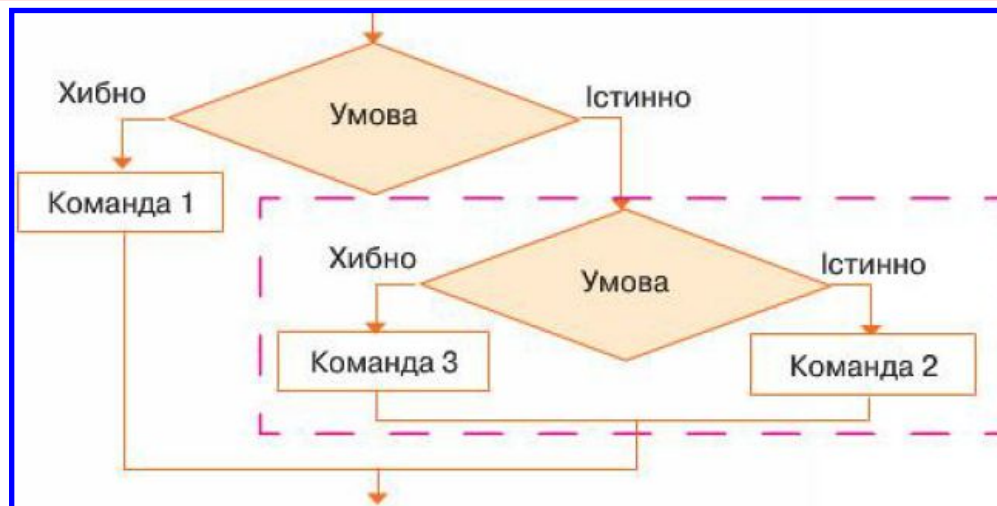 Хибно
Умова
Істинно
Команда 1
Хибно
Умова
Істинно
Команда 3
Команда 2